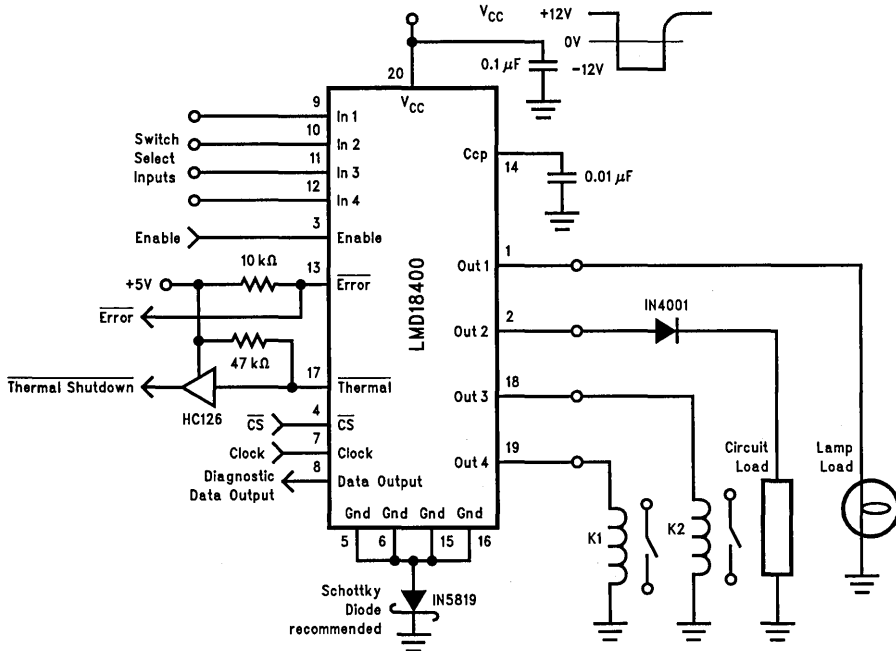 V_CC
+12V
0V
-12V
0.1 μF
20
V_CC
9
In 1
10
In 2
11
In 3
12
In 4
Switch
Select
Inputs
3
Enable
Enable
Ccp
14
0.01 μF
+5V
10 kΩ
13
Error
Error
47 kΩ
17
Thermal
Thermal Shutdown
HC126
4
CS
CS
7
Clock
Clock
8
Data Output
Diagnostic
Data Output
LMD18400
Out 1
1
Out 2
2
IN4001
Out 3
18
Out 4
19
Circuit
Load
Lamp
Load
K1
K2
Gnd Gnd Gnd Gnd
5 6 15 16
Schottky
Diode
recommended
IN5819